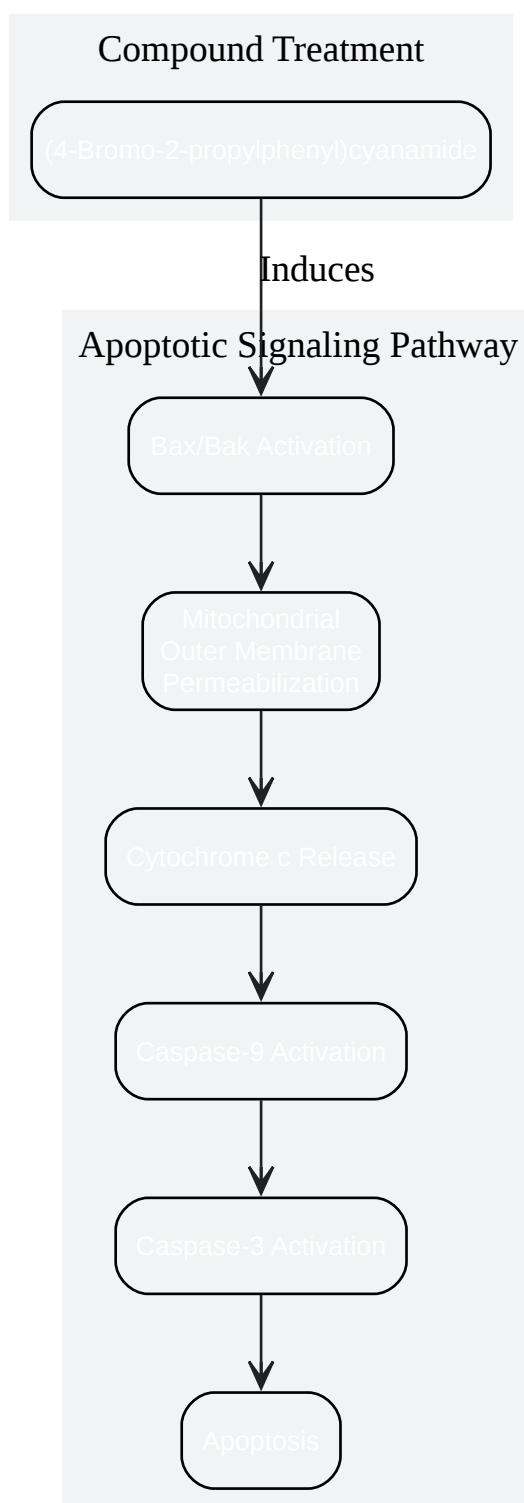 Compound Treatment
(4-Bromo-2-propylphenyl)cyanamide
Induces
Apoptotic Signaling Pathway
Bax/Bak Activation
Mitochondrial
Outer Membrane
Permeabilization
Cytochrome c Release
Caspase-9 Activation
Caspase-3 Activation
Apoptosis